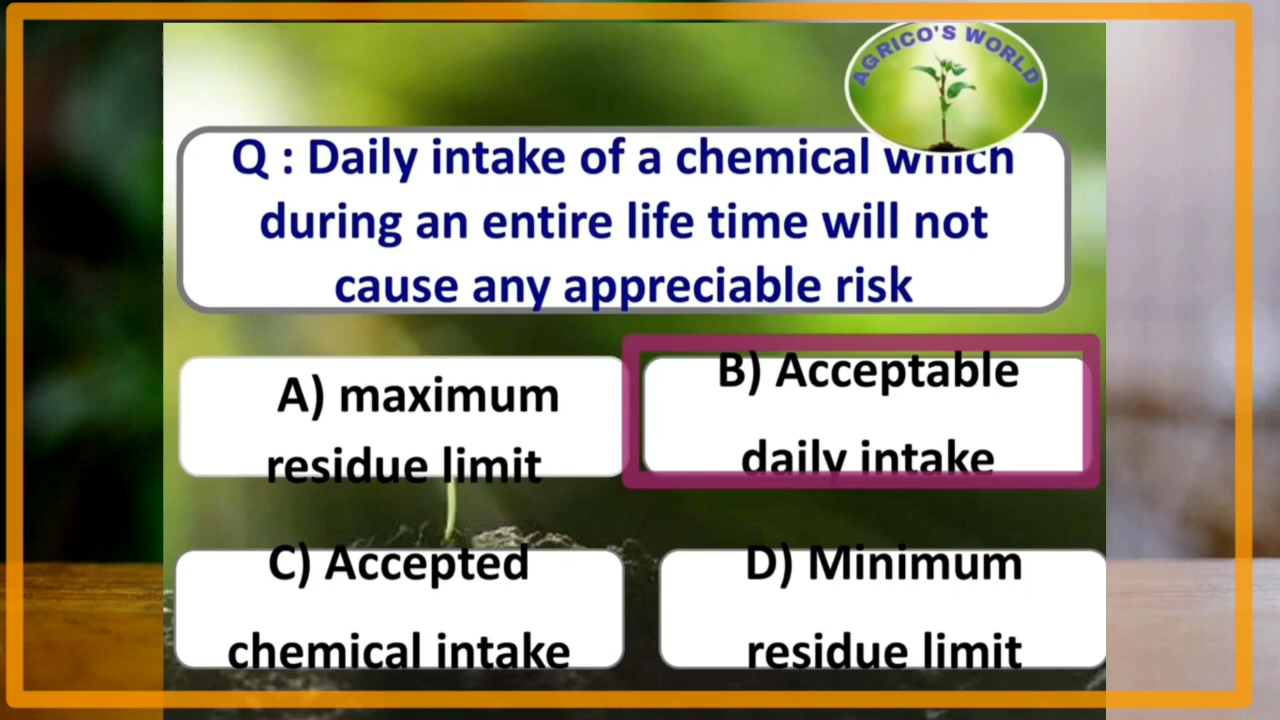 AGRICO'S WORLD
Q : Daily intake of a chemical which
during an entire life time will not
cause any appreciable risk
A) maximum
residue limit
B) Acceptable
daily intake
C) Accepted
chemical intake
D) Minimum
residue limit